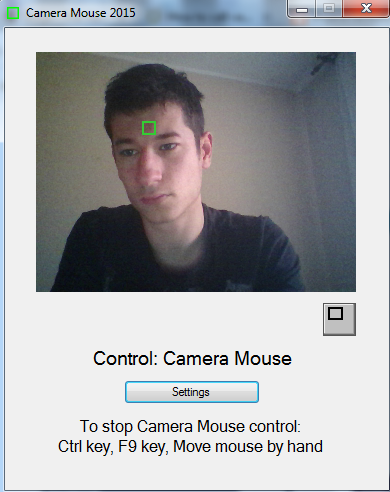 Camera Mouse 2015
Control: Camera Mouse
Settings
To stop Camera Mouse control:
Ctrl key, F9 key, Move mouse by hand